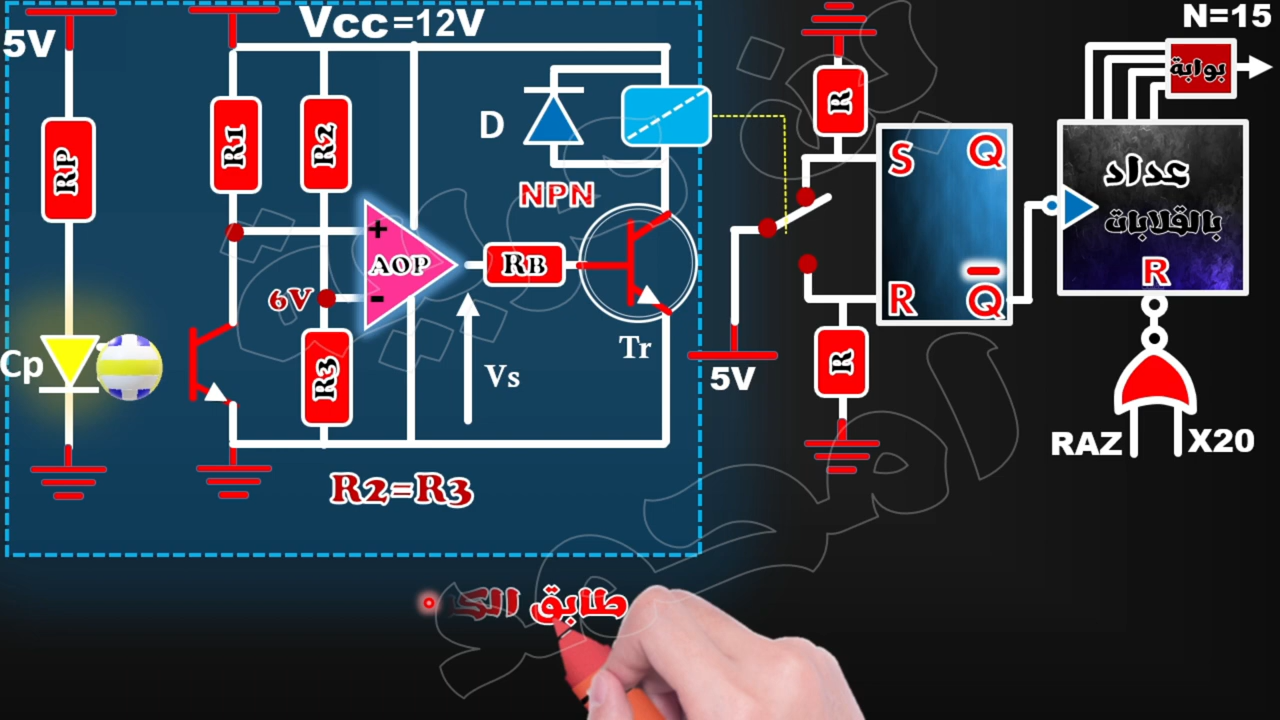 N=15
Vcc=12V
5V
بوابة
RP
R1
R2
R
D
S
Q
عداد
بالقلابات
NPN
+
AOP
-
RB
6V
R
Q
R
Tr
Cp
R3
Vs
5V
R
RAZ
X20
R2=R3
طابق الك